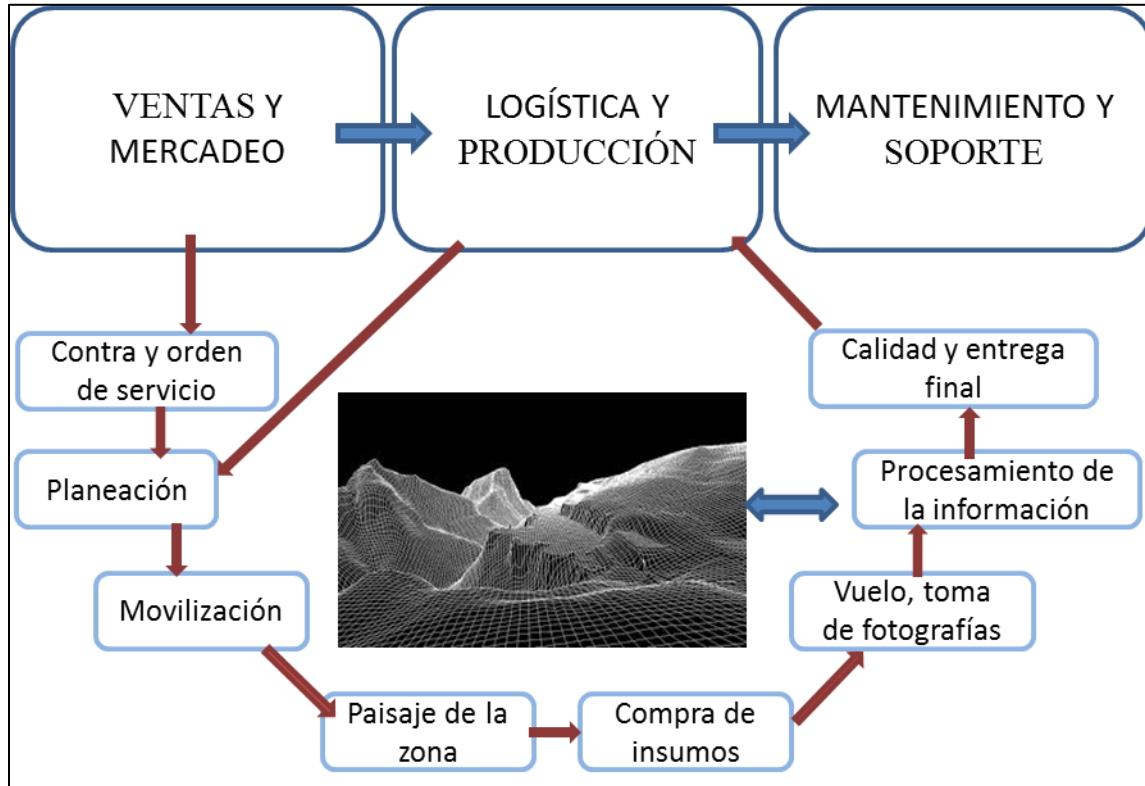 VENTAS Y
MERCADEO
LOGÍSTICA Y
PRODUCCIÓN
MANTENIMIENTO Y
SOPORTE
Contra y orden
de servicio
Planeación
Movilización
Paisaje de la
zona
Compra de
insumos
Vuelo, toma
de fotografías
Procesamiento de
la información
Calidad y entrega
final